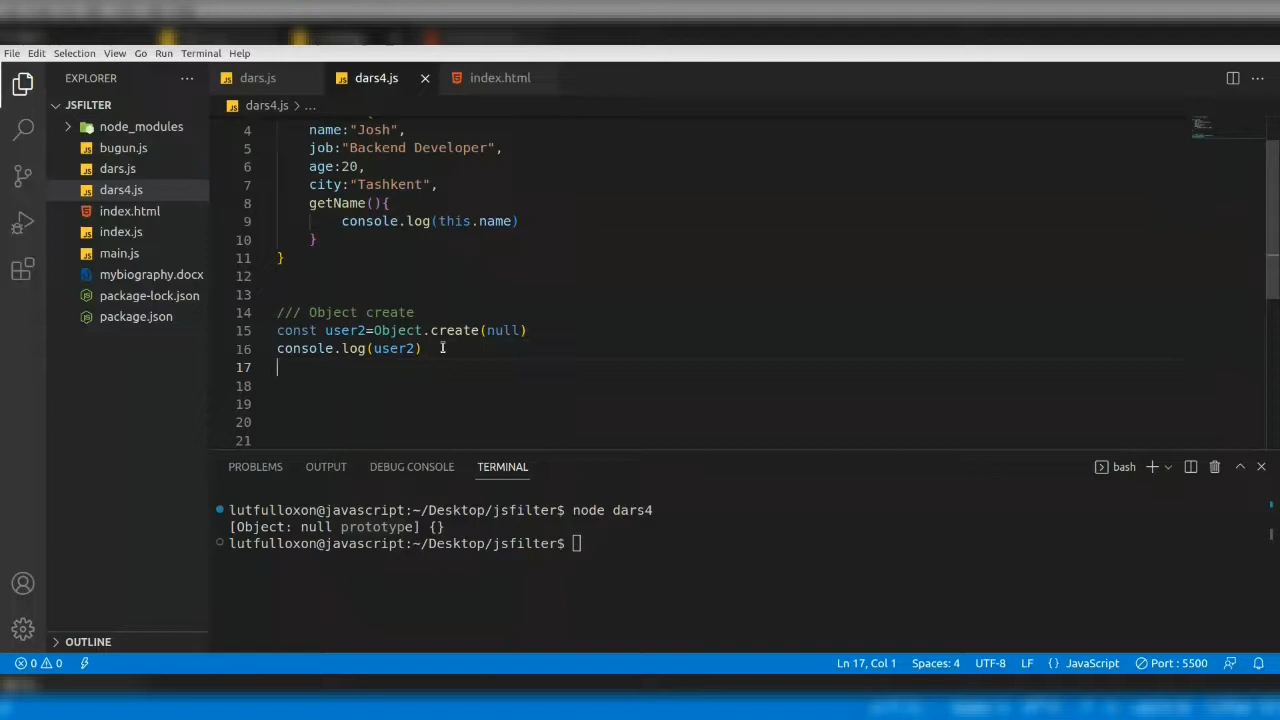 File Edit Selection View Go Run Terminal Help
EXPLORER
dars.js
dars4.js
index.html
JSFILTER
dars4.js > ...
node_modules
bugun.js
dars.js
dars4.js
index.html
index.js
main.js
mybiography.docx
package-lock.json
package.json
4 name:"Josh",
5 job:"Backend Developer",
6 age:20,
7 city:"Tashkent",
8 getName(){
9 console.log(this.name)
10 }
11 }
12
13
14 /// Object create
15 const user2=Object.create(null)
16 console.log(user2)
17
18
19
20
21
PROBLEMS OUTPUT DEBUG CONSOLE TERMINAL
bash
lutfulloxon@javascript:~/Desktop/jsfilter$ node dars4
[Object: null prototype] {}
lutfulloxon@javascript:~/Desktop/jsfilter$
OUTLINE
0 0 Ln 17, Col 1 Spaces: 4 UTF-8 LF {} JavaScript Port : 5500